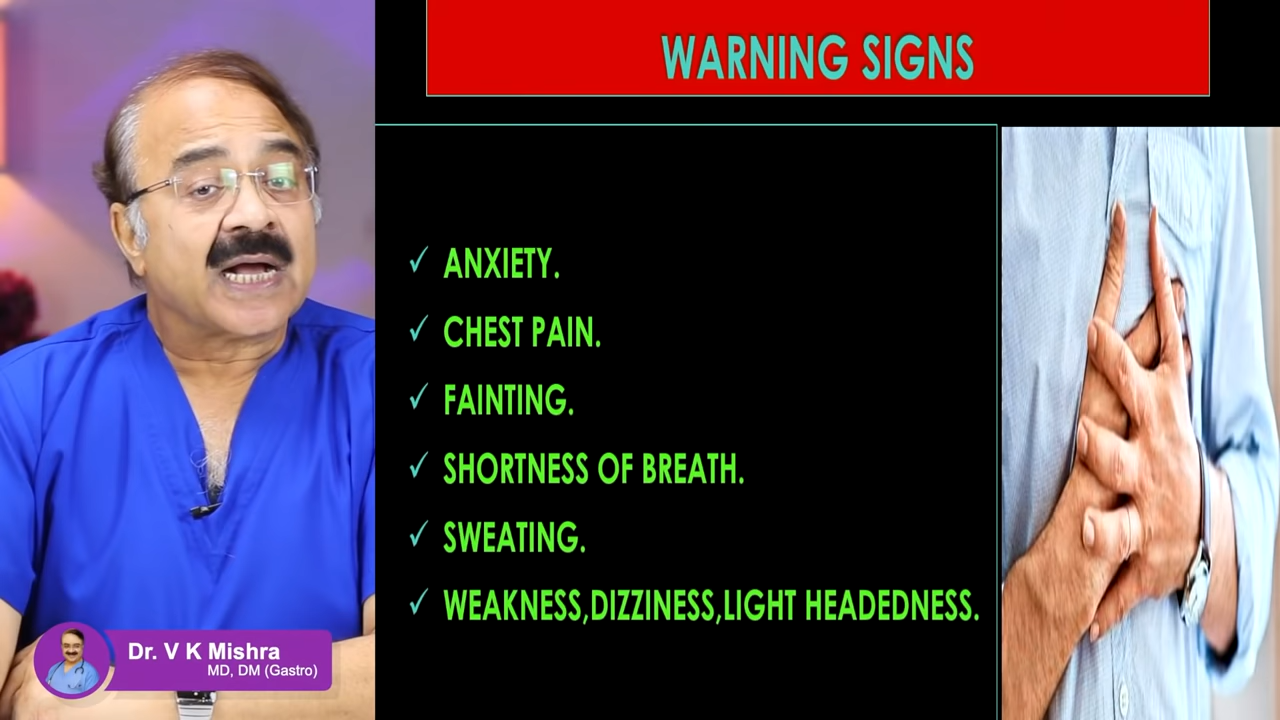 WARNING SIGNS
✓ ANXIETY.
✓ CHEST PAIN.
✓ FAINTING.
✓ SHORTNESS OF BREATH.
✓ SWEATING.
✓ WEAKNESS,DIZZINESS,LIGHT HEADEDNESS.
Dr. V K Mishra
MD, DM (Gastro)